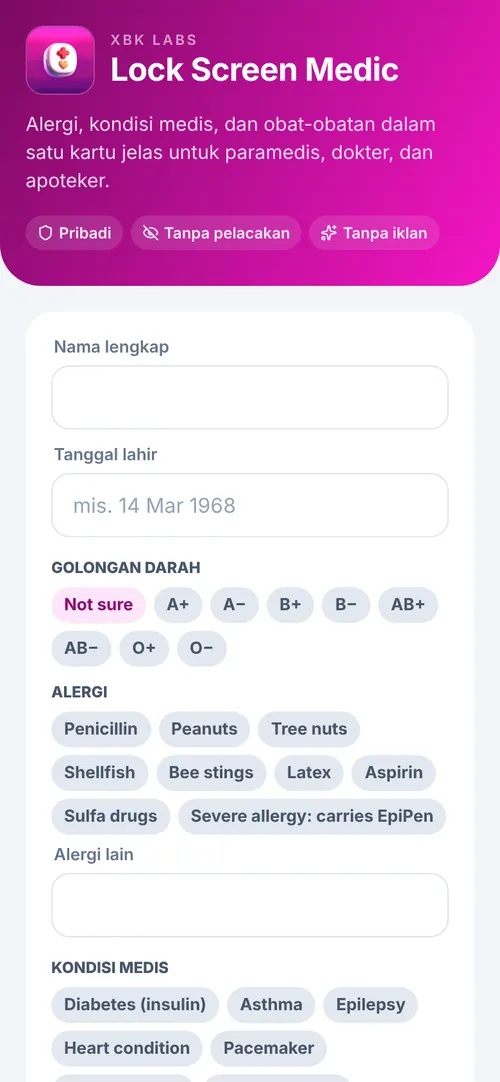 XBK LABS
Lock Screen Medic
Alergi, kondisi medis, dan obat-obatan dalam
satu kartu jelas untuk paramedis, dokter, dan
apoteker.
Pribadi Tanpa pelacakan Tanpa iklan
Nama lengkap
Tanggal lahir
mis. 14 Mar 1968
GOLONGAN DARAH
Not sure A+ A− B+ B− AB+
AB− O+ O−
ALERGI
Penicillin Peanuts Tree nuts
Shellfish Bee stings Latex Aspirin
Sulfa drugs Severe allergy: carries EpiPen
Alergi lain
KONDISI MEDIS
Diabetes (insulin) Asthma Epilepsy
Heart condition Pacemaker